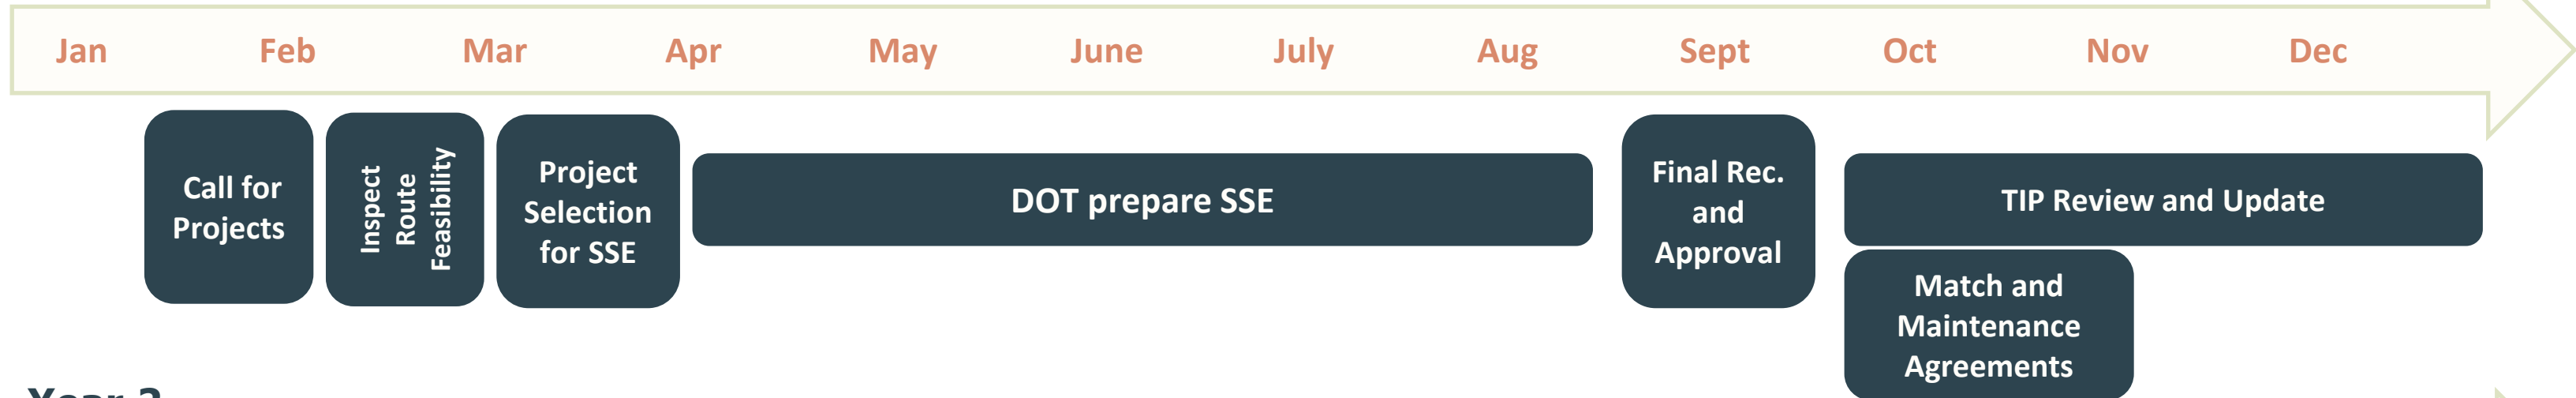 Jan Feb Mar Apr May June July Aug Sept Oct Nov Dec
Call for
Projects
Inspect
Route
Feasibility
Project
Selection
for SSE
DOT prepare SSE
Final Rec.
and
Approval
TIP Review and Update
Match and
Maintenance
Agreements
Year